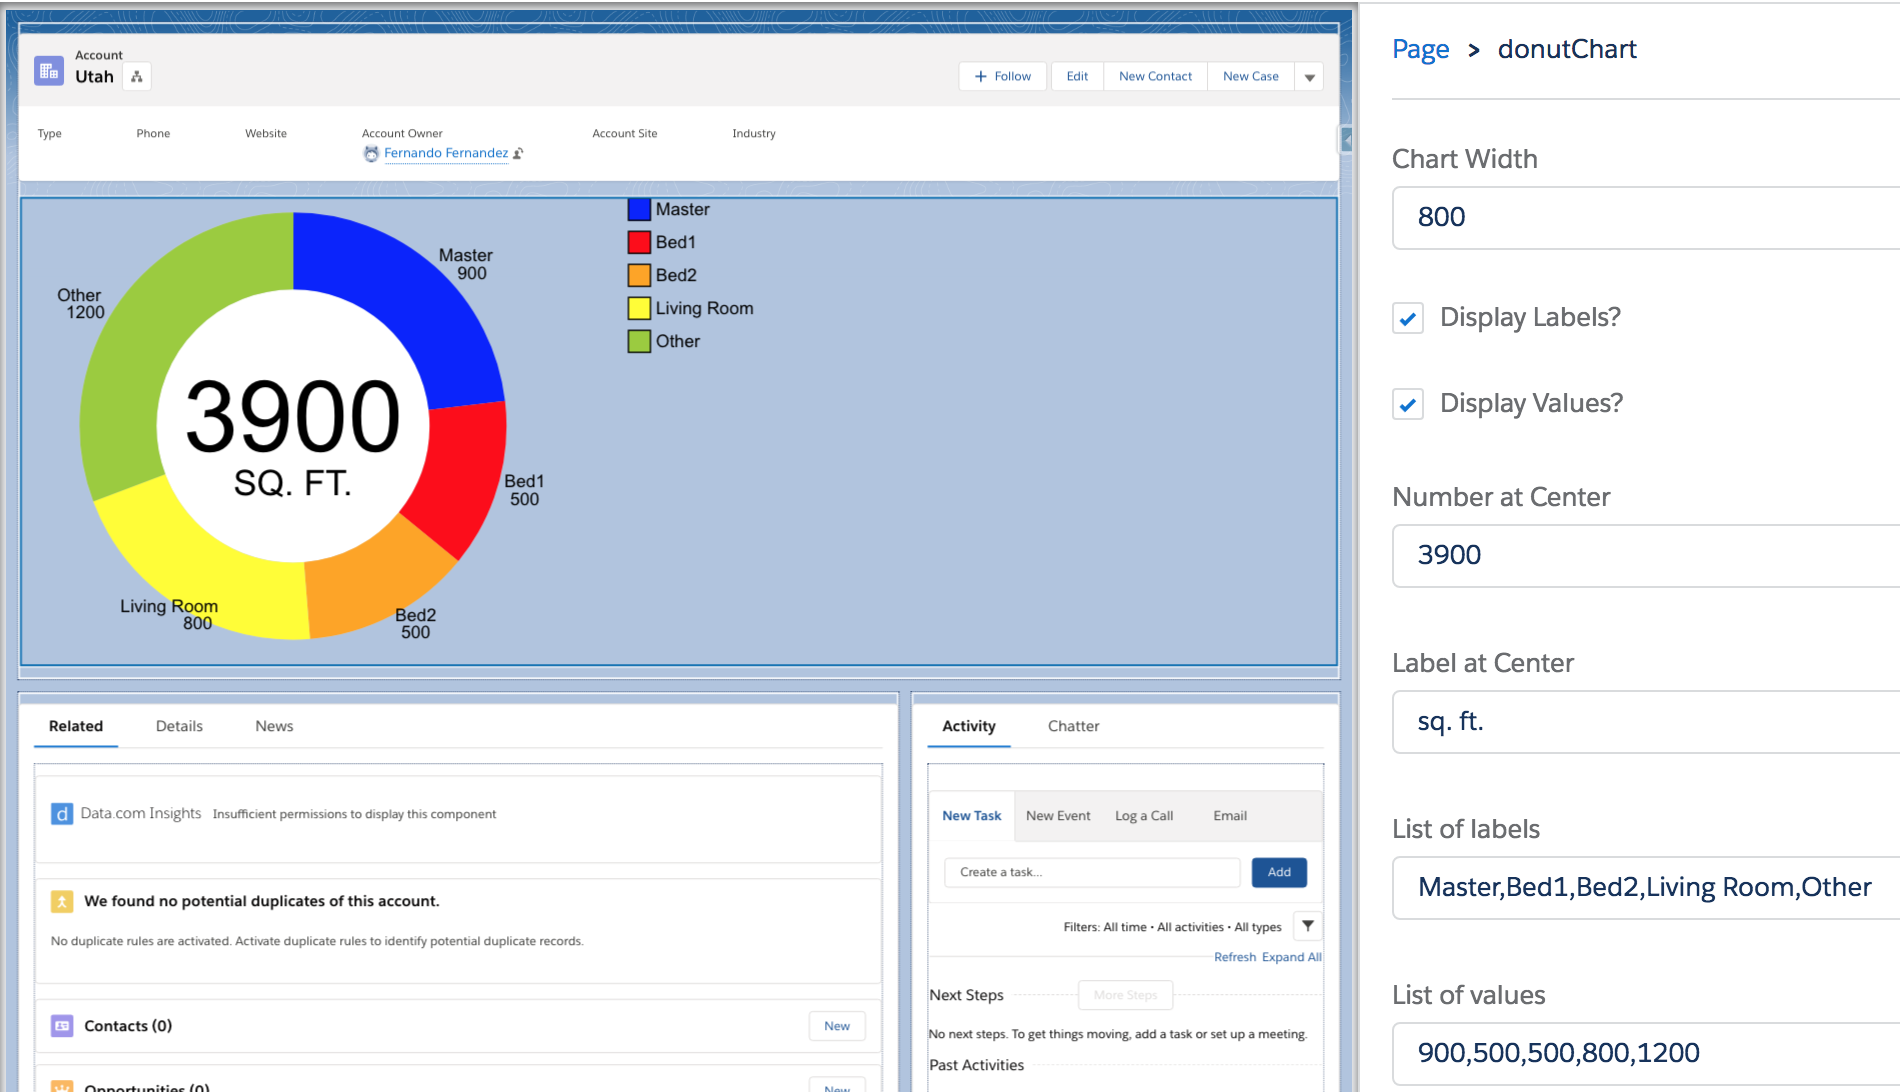 Account
Utah
+ Follow
Edit
New Contact
New Case
Type
Phone
Website
Account Owner
Account Site
Industry
Fernando Fernandez
Master
900
Other
1200
3900
SQ. FT.
Bed1
500
Living Room
800
Bed2
500
Master
Bed1
Bed2
Living Room
Other
Related
Details
News
d Data.com Insights Insufficient permissions to display this component
We found no potential duplicates of this account.
No duplicate rules are activated. Activate duplicate rules to identify potential duplicate records.
Contacts (0)
New
Opportunities (0)
New
Activity
Chatter
New Task
New Event
Log a Call
Email
Create a task...
Add
Filters: All time • All activities • All types
Refresh Expand All
Next Steps
More Steps
No next steps. To get things moving, add a task or set up a meeting.
Past Activities
Page > donutChart
Chart Width
800
Display Labels?
Display Values?
Number at Center
3900
Label at Center
sq. ft.
List of labels
Master,Bed1,Bed2,Living Room,Other
List of values
900,500,500,800,1200